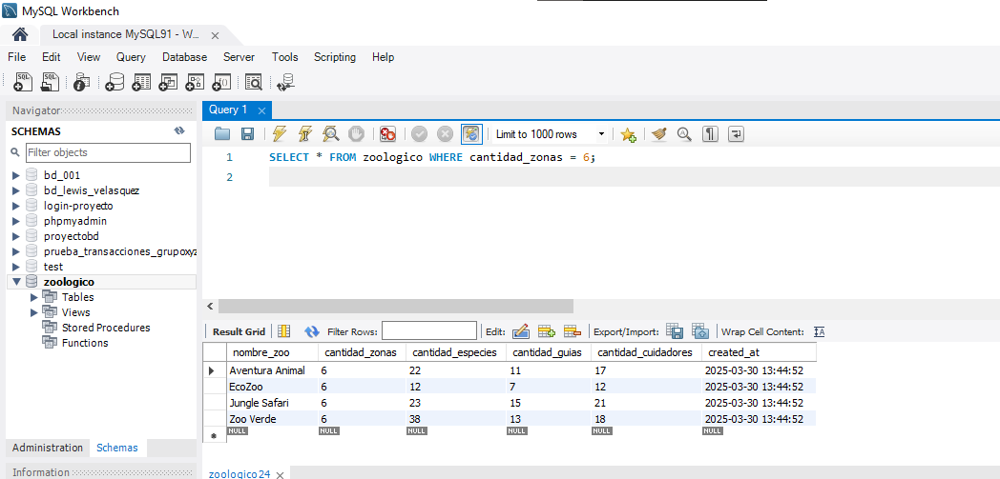 MySQL Workbench
Local instance MySQL91 - W...
File Edit View Query Database Server Tools Scripting Help
Navigator
Query 1
SCHEMAS
Limit to 1000 rows
Filter objects
1 SELECT * FROM zoologico WHERE cantidad_zonas = 6;
2
bd_001
bd_lewis_velasquez
login-proyecto
phpmyadmin
proyectobd
prueba_transacciones_grupoxyz
test
zoologico
Tables
Views
Stored Procedures
Functions
Result Grid Filter Rows: Edit: Export/Import: Wrap Cell Content: IA
nombre_zoo cantidad_zonas cantidad_especies cantidad_guias cantidad_cuidadores created_at
Aventura Animal 6 22 11 17 2025-03-30 13:44:52
EcoZoo 6 12 7 12 2025-03-30 13:44:52
Jungle Safari 6 23 15 21 2025-03-30 13:44:52
Zoo Verde 6 38 13 18 2025-03-30 13:44:52
NULL NULL NULL NULL NULL NULL
Administration Schemas
Information
zoologico24